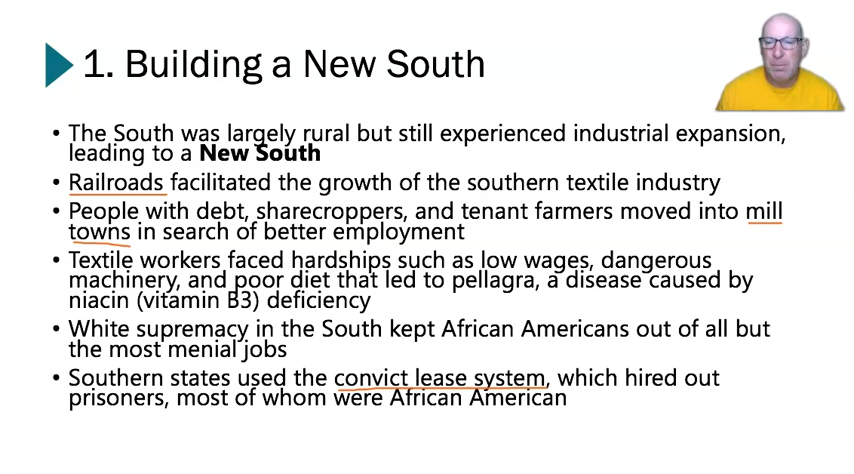 1. Building a New South
• The South was largely rural but still experienced industrial expansion,
leading to a New South
• Railroads facilitated the growth of the southern textile industry
• People with debt, sharecroppers, and tenant farmers moved into mill
towns in search of better employment
• Textile workers faced hardships such as low wages, dangerous
machinery, and poor diet that led to pellagra, a disease caused by
niacin (vitamin B3) deficiency
• White supremacy in the South kept African Americans out of all but
the most menial jobs
• Southern states used the convict lease system, which hired out
prisoners, most of whom were African American